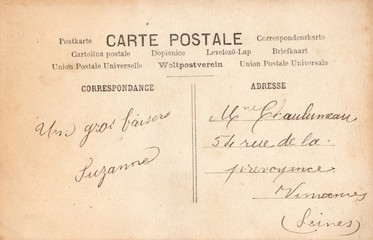 Postkarte CARTE POSTALE Correspondenzkarte
Cartolina postale Dopisnice Levelező-Lap Briefkaart
Union Postale Universelle Weltpostverein Union Postale Universale
CORRESPONDANCE
Un gros baisers
Suzanne
ADRESSE
Mme Chauluneau
54 rue de la
prévoyance
Vincennes
(Seine)